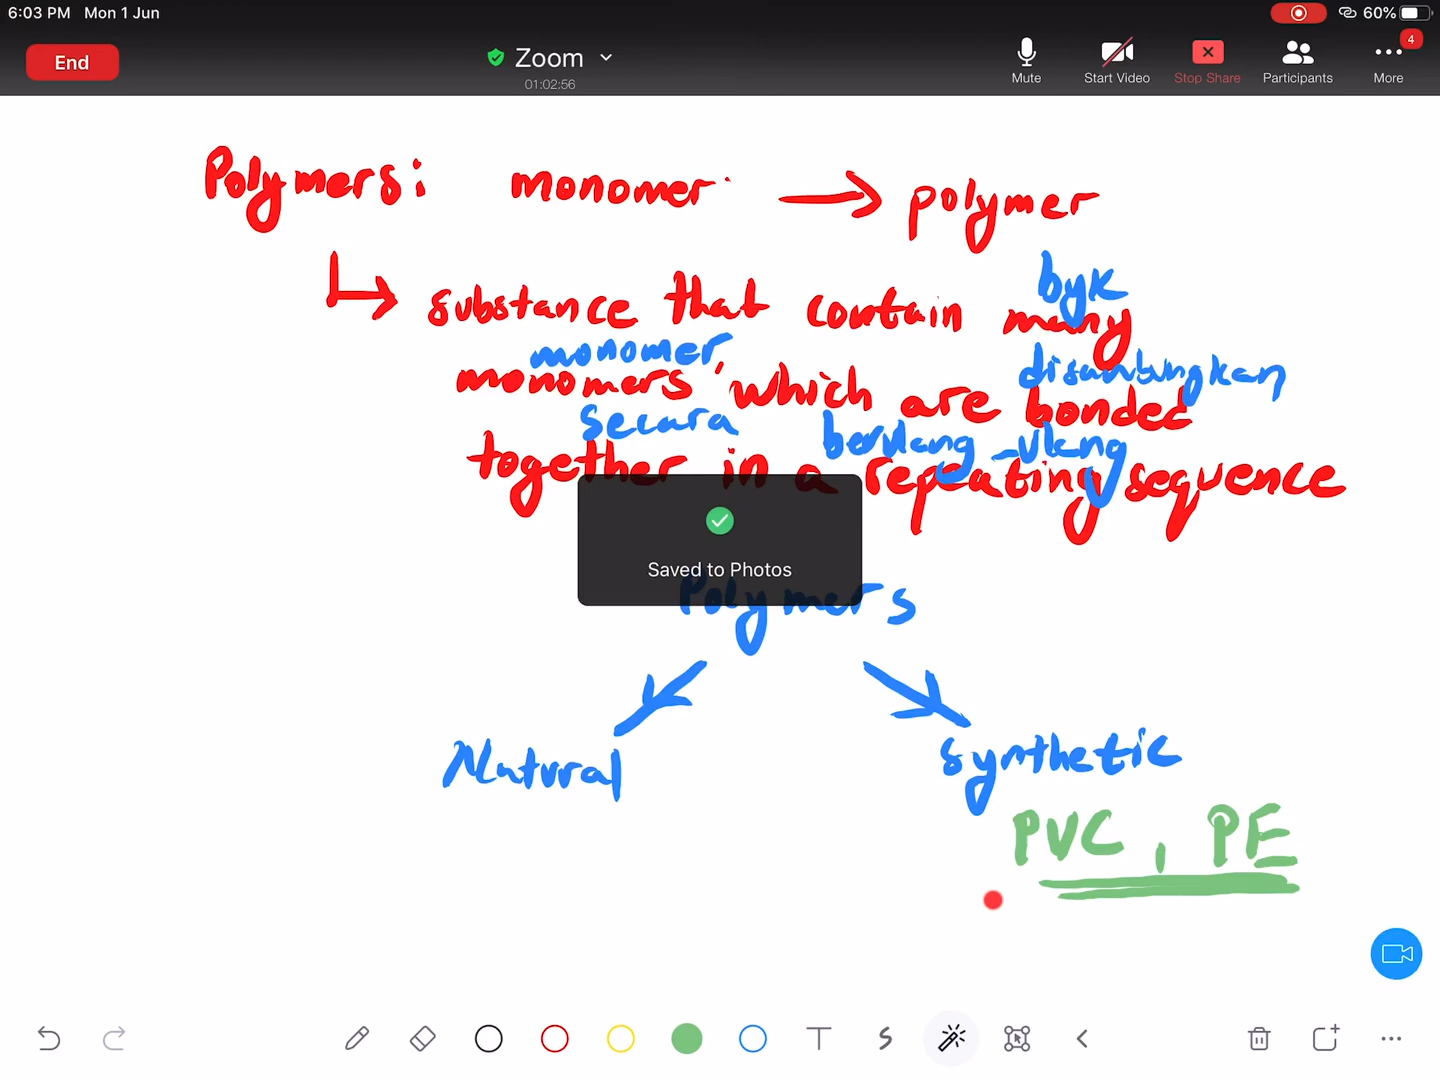 6:03 PM Mon 1 Jun
60%
End
Zoom
01:02:56
Mute
Start Video
Stop Share
Participants
4
More
Polymers: monomer → polymer
byk
↳ substance that contain many
monomer disambungkan
monomers, which are bonded
secara berulang-ulang
together in a repeating sequence
Saved to Photos
Polymers
Natural
synthetic
PVC, PE
T